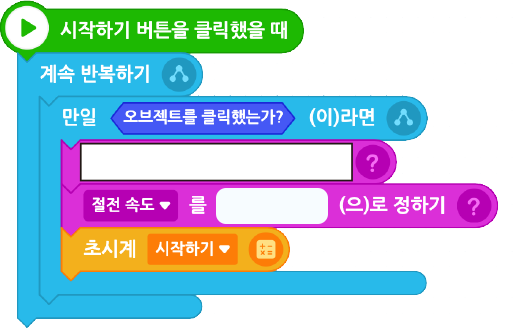 시작하기 버튼을 클릭했을 때
계속 반복하기
만일 오브젝트를 클릭했는가? (이)라면
?
절전 속도 를 (으)로 정하기 ?
초시계 시작하기